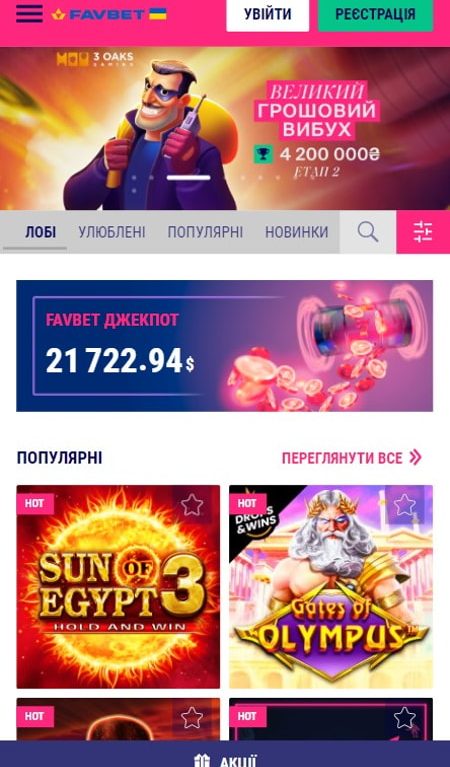 FAVBET
УВІЙТИ
РЕЄСТРАЦІЯ
3 OAKS
GAMING
ВЕЛИКИЙ
ГРОШОВИЙ
ВИБУХ
4 200 000₴
ЕТАП 2
ЛОБІ
УЛЮБЛЕНІ
ПОПУЛЯРНІ
НОВИНКИ
FAVBET ДЖЕКПОТ
21 722.94$
ПОПУЛЯРНІ
ПЕРЕГЛЯНУТИ ВСЕ
HOT
SUN OF
EGYPT 3
HOLD AND WIN
HOT
DROPS
&WINS
Gates of
OLYMPUS™
HOT
HOT
АКЦІЇ